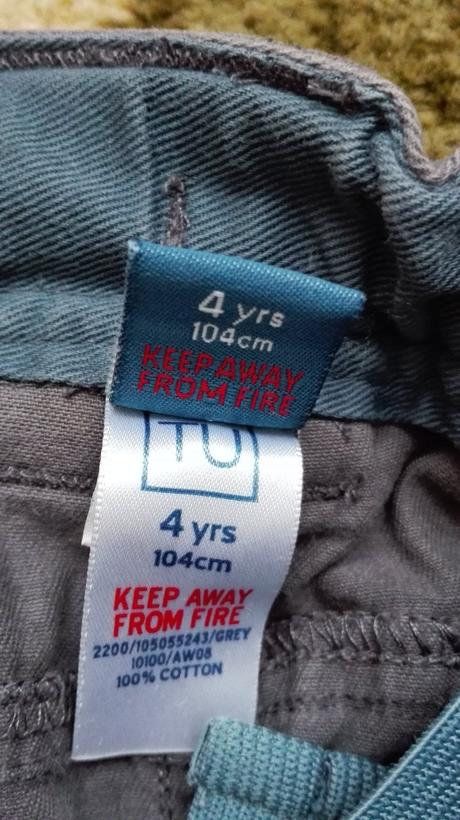 4 yrs
104cm
KEEP AWAY
FROM FIRE
TU
4 yrs
104cm
KEEP AWAY
FROM FIRE
2200/105055243/GREY
10100/AW08
100% COTTON